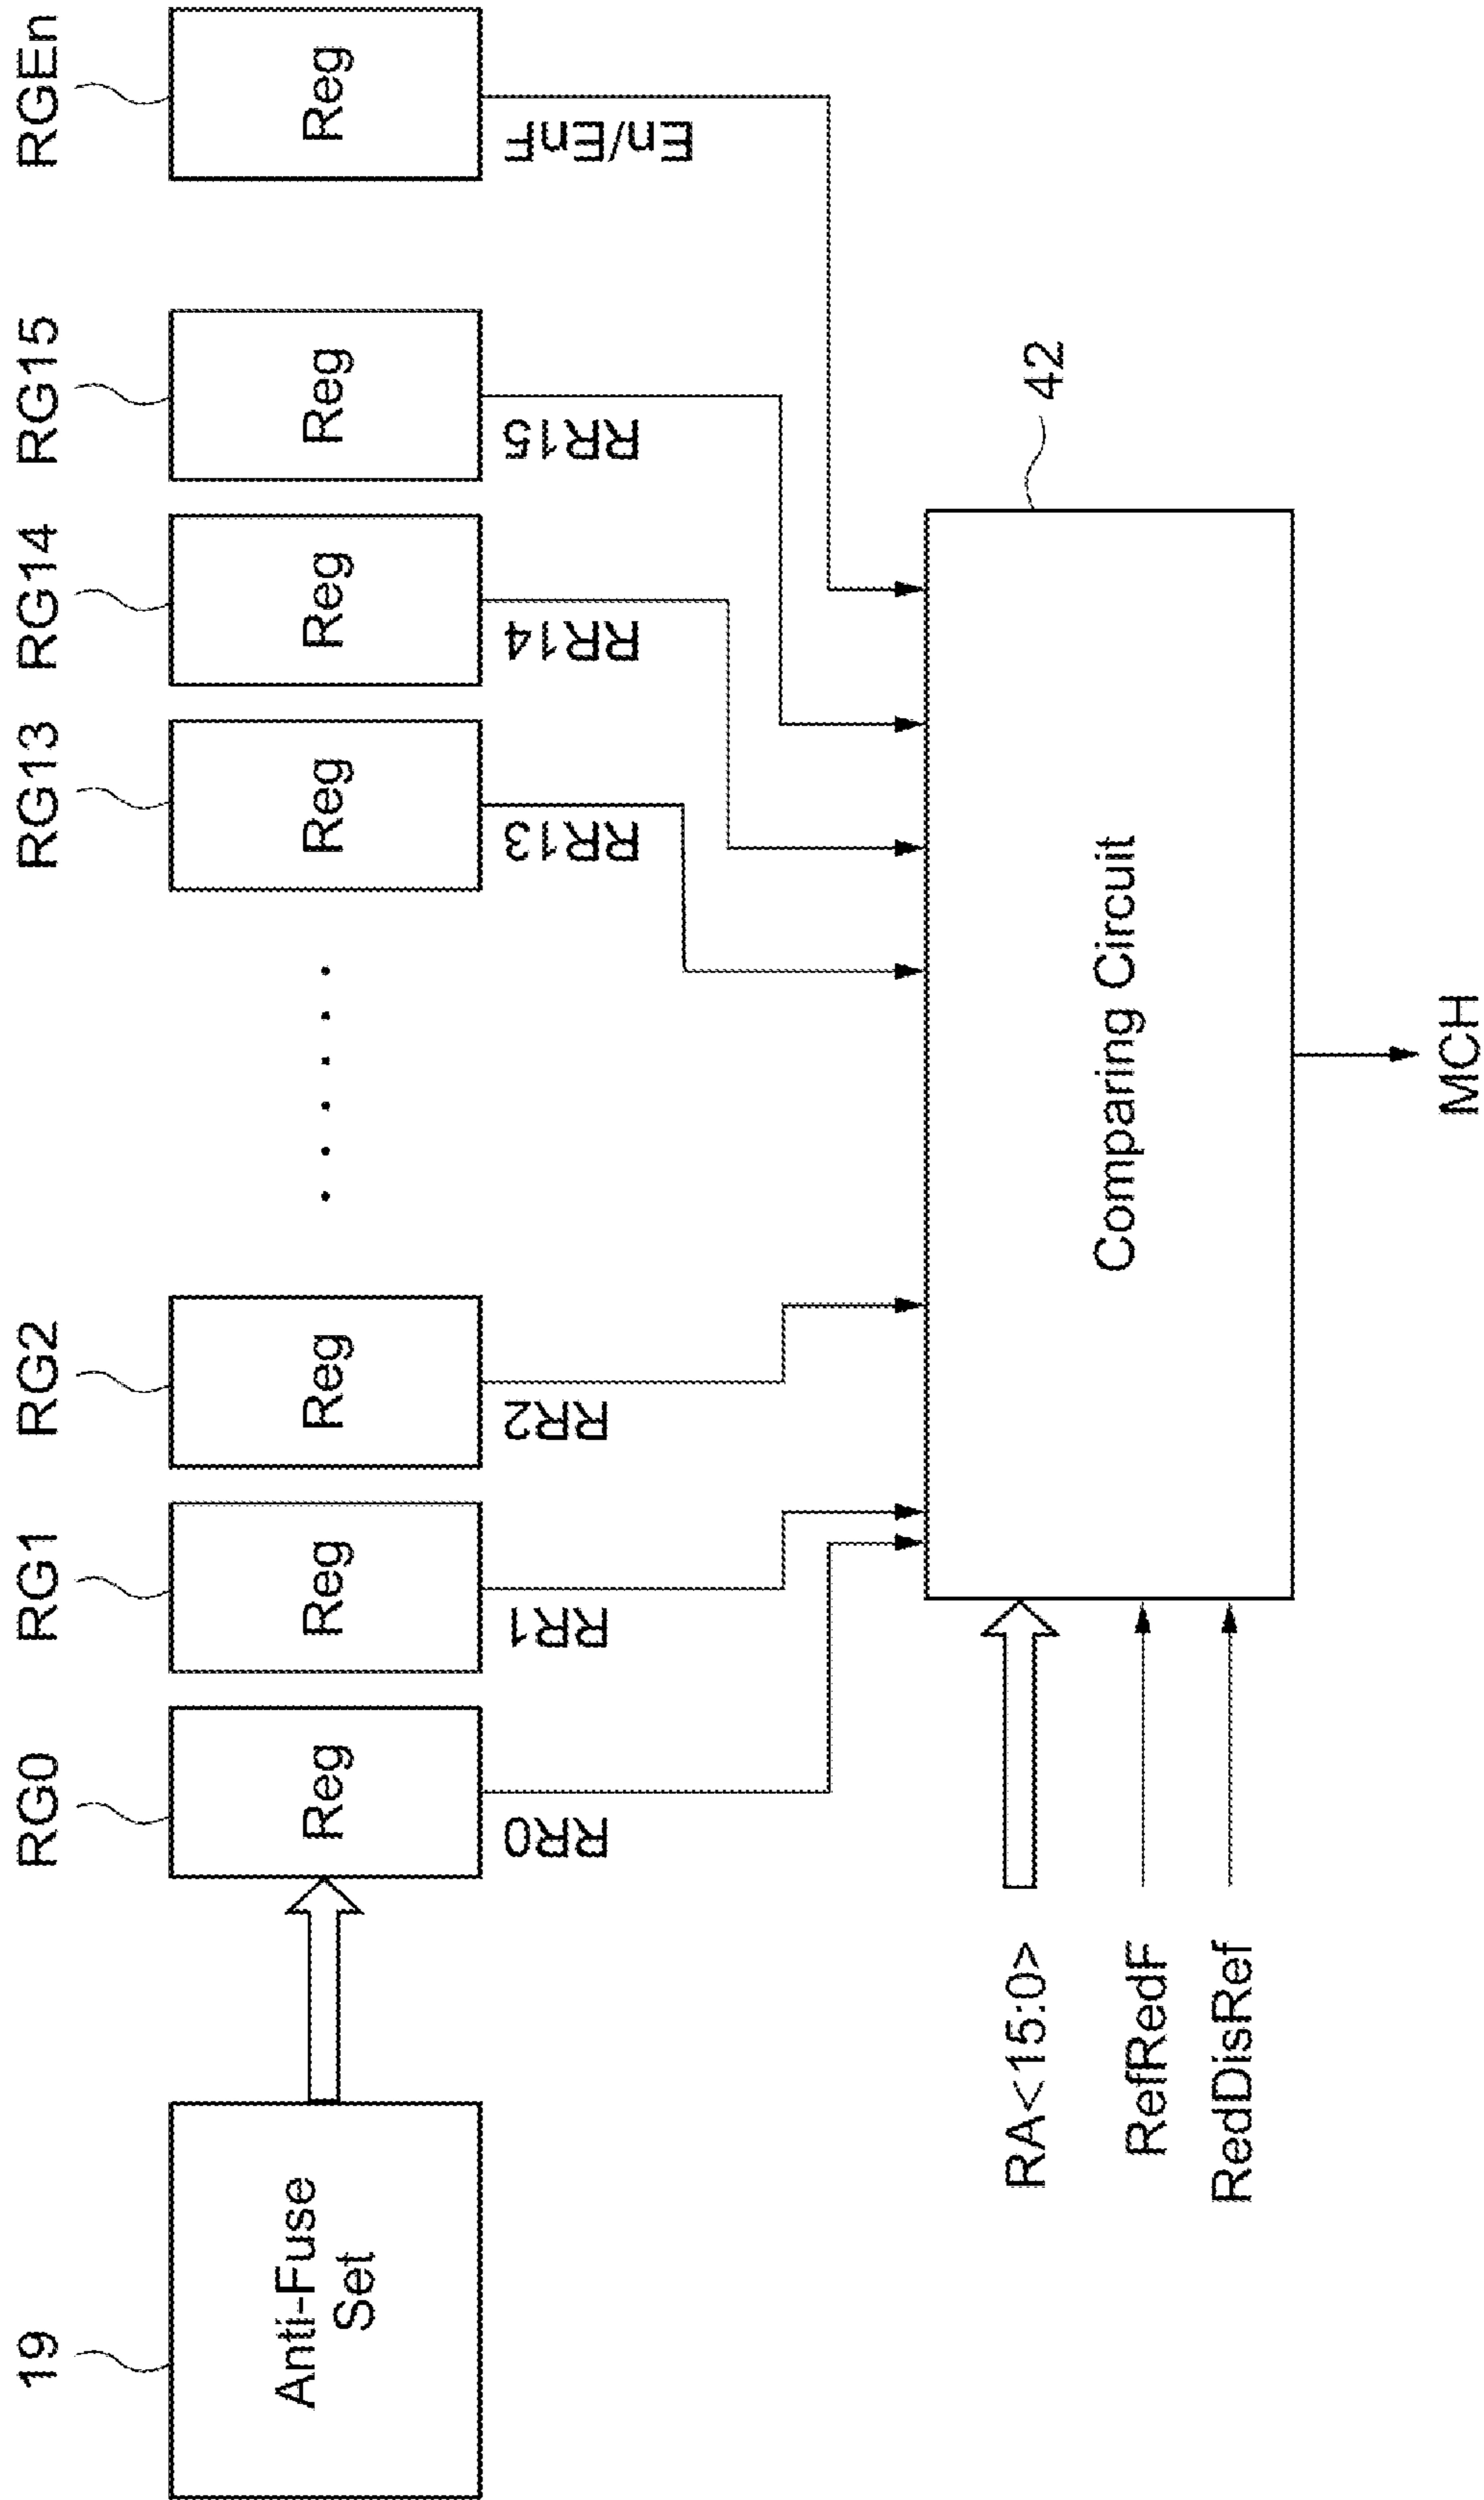 19
RG0
RG1
RG2
RG13
RG14
RG15
RGEn
Anti-Fuse
Set
Reg
Reg
Reg
Reg
Reg
Reg
Reg
RR0
RR1
RR2
RR13
RR14
RR15
En/EnF
42
RA<15:0>
RefRedF
RedDisRef
Comparing Circuit
MCH